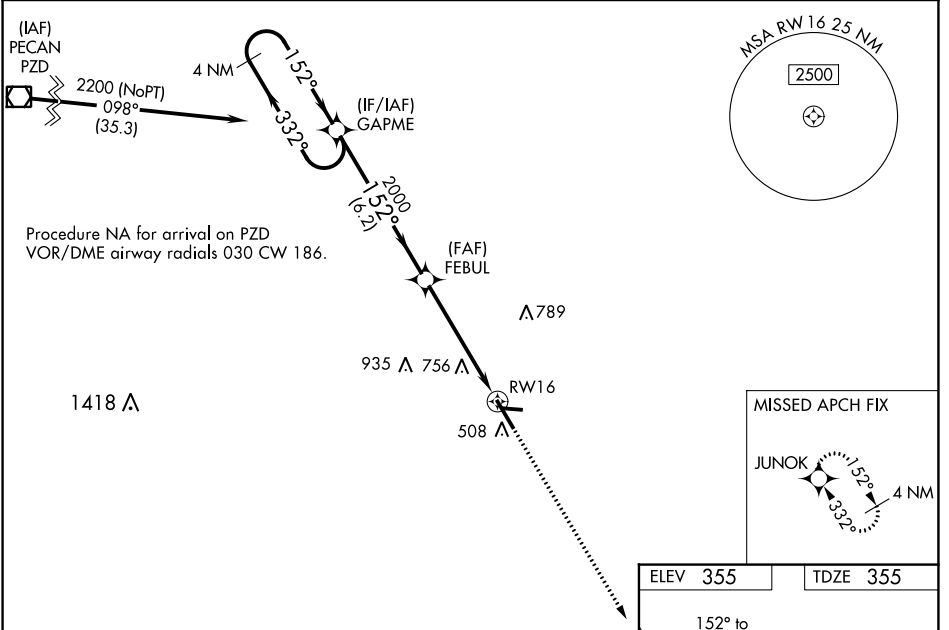 (IAF)
PECAN
PZD
2200 (NoPT)
098°
(35.3)
4 NM
152°
332°
(IF/IAF)
GAPME
2000
152°
(6.2)
MSA RW 16 25 NM
2500
Procedure NA for arrival on PZD
VOR/DME airway radials 030 CW 186.
(FAF)
FEBUL
789
935
756
RW16
1418
508
MISSED APCH FIX
JUNOK
152°
4 NM
332°
ELEV 355
TDZE 355
152° to